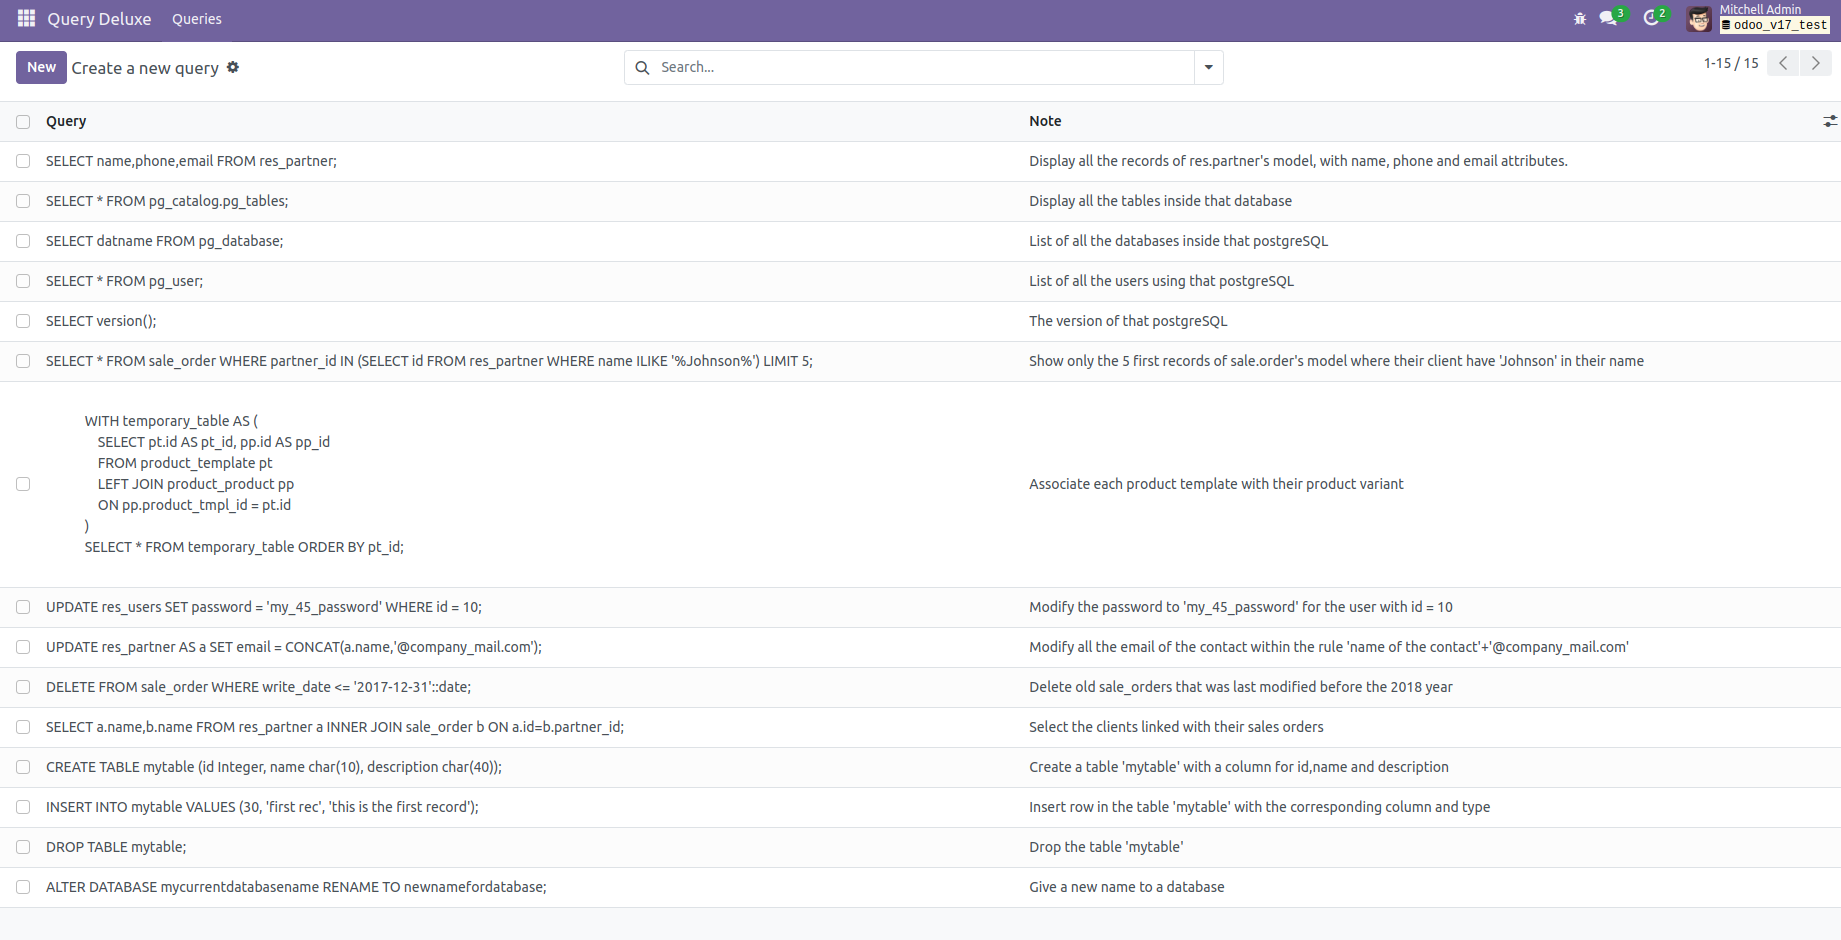 Query Deluxe Queries 3 2 Mitchell Admin
odoo_v17_test
New Create a new query Search... 1-15 / 15
Query Note
SELECT name,phone,email FROM res_partner; Display all the records of res.partner's model, with name, phone and email attributes.
SELECT * FROM pg_catalog.pg_tables; Display all the tables inside that database
SELECT datname FROM pg_database; List of all the databases inside that postgreSQL
SELECT * FROM pg_user; List of all the users using that postgreSQL
SELECT version(); The version of that postgreSQL
SELECT * FROM sale_order WHERE partner_id IN (SELECT id FROM res_partner WHERE name ILIKE '%Johnson%') LIMIT 5; Show only the 5 first records of sale.order's model where their client have 'Johnson' in their name
WITH temporary_table AS (
SELECT pt.id AS pt_id, pp.id AS pp_id
FROM product_template pt
LEFT JOIN product_product pp
ON pp.product_tmpl_id = pt.id
)
SELECT * FROM temporary_table ORDER BY pt_id;
Associate each product template with their product variant
UPDATE res_users SET password = 'my_45_password' WHERE id = 10; Modify the password to 'my_45_password' for the user with id = 10
UPDATE res_partner AS a SET email = CONCAT(a.name,'@company_mail.com'); Modify all the email of the contact within the rule 'name of the contact'+'@company_mail.com'
DELETE FROM sale_order WHERE write_date <= '2017-12-31'::date; Delete old sale_orders that was last modified before the 2018 year
SELECT a.name,b.name FROM res_partner a INNER JOIN sale_order b ON a.id=b.partner_id; Select the clients linked with their sales orders
CREATE TABLE mytable (id Integer, name char(10), description char(40)); Create a table 'mytable' with a column for id,name and description
INSERT INTO mytable VALUES (30, 'first rec', 'this is the first record'); Insert row in the table 'mytable' with the corresponding column and type
DROP TABLE mytable; Drop the table 'mytable'
ALTER DATABASE mycurrentdatabasename RENAME TO newnamefordatabase; Give a new name to a database